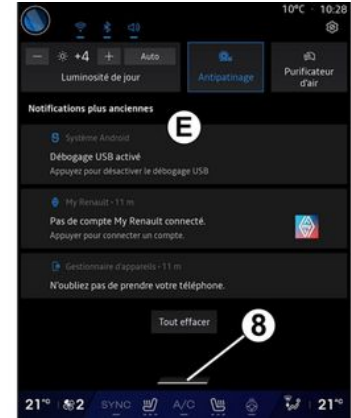 10°C · 10:28
— +4 + Auto
Luminosité de jour
Antipatinage
Purificateur
d'air
Notifications plus anciennes
E
Système Android
Débogage USB activé
Appuyez pour désactiver le débogage USB
My Renault • 11 m
Pas de compte My Renault connecté.
Appuyer pour connecter un compte.
Gestionnaire d'appareils • 11 m
N'oubliez pas de prendre votre téléphone.
Tout effacer
8
21°° 2 SYNC A/C 21°°